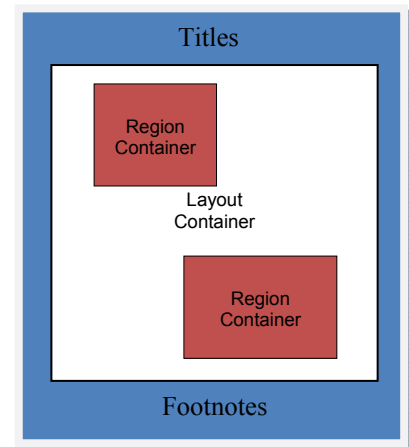 Titles
Region
Container
Layout
Container
Region
Container
Footnotes